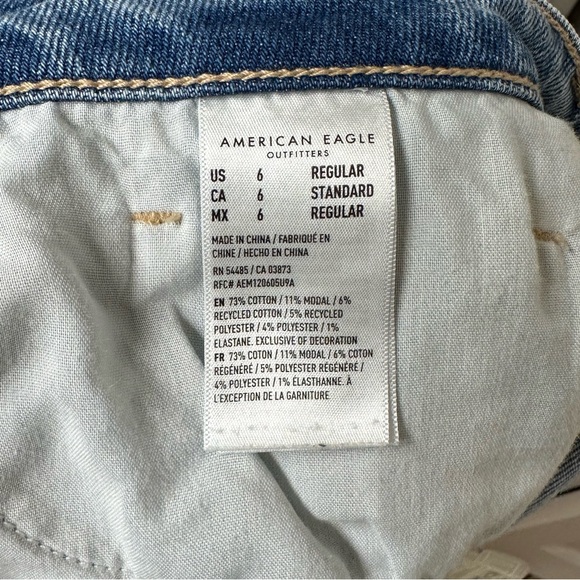 AMERICAN EAGLE
OUTFITTERS
US 6 REGULAR
CA 6 STANDARD
MX 6 REGULAR
MADE IN CHINA / FABRIQUÉ EN
CHINE / HECHO EN CHINA
RN 54485 / CA 03873
RFC# AEM120605U9A
EN 73% COTTON / 11% MODAL / 6%
RECYCLED COTTON / 5% RECYCLED
POLYESTER / 4% POLYESTER / 1%
ELASTANE. EXCLUSIVE OF DECORATION
FR 73% COTON / 11% MODAL / 6% COTON
RÉGÉNÉRÉ / 5% POLYESTER RÉGÉNÉRÉ /
4% POLYESTER / 1% ÉLASTHANNE. À
L'EXCEPTION DE LA GARNITURE